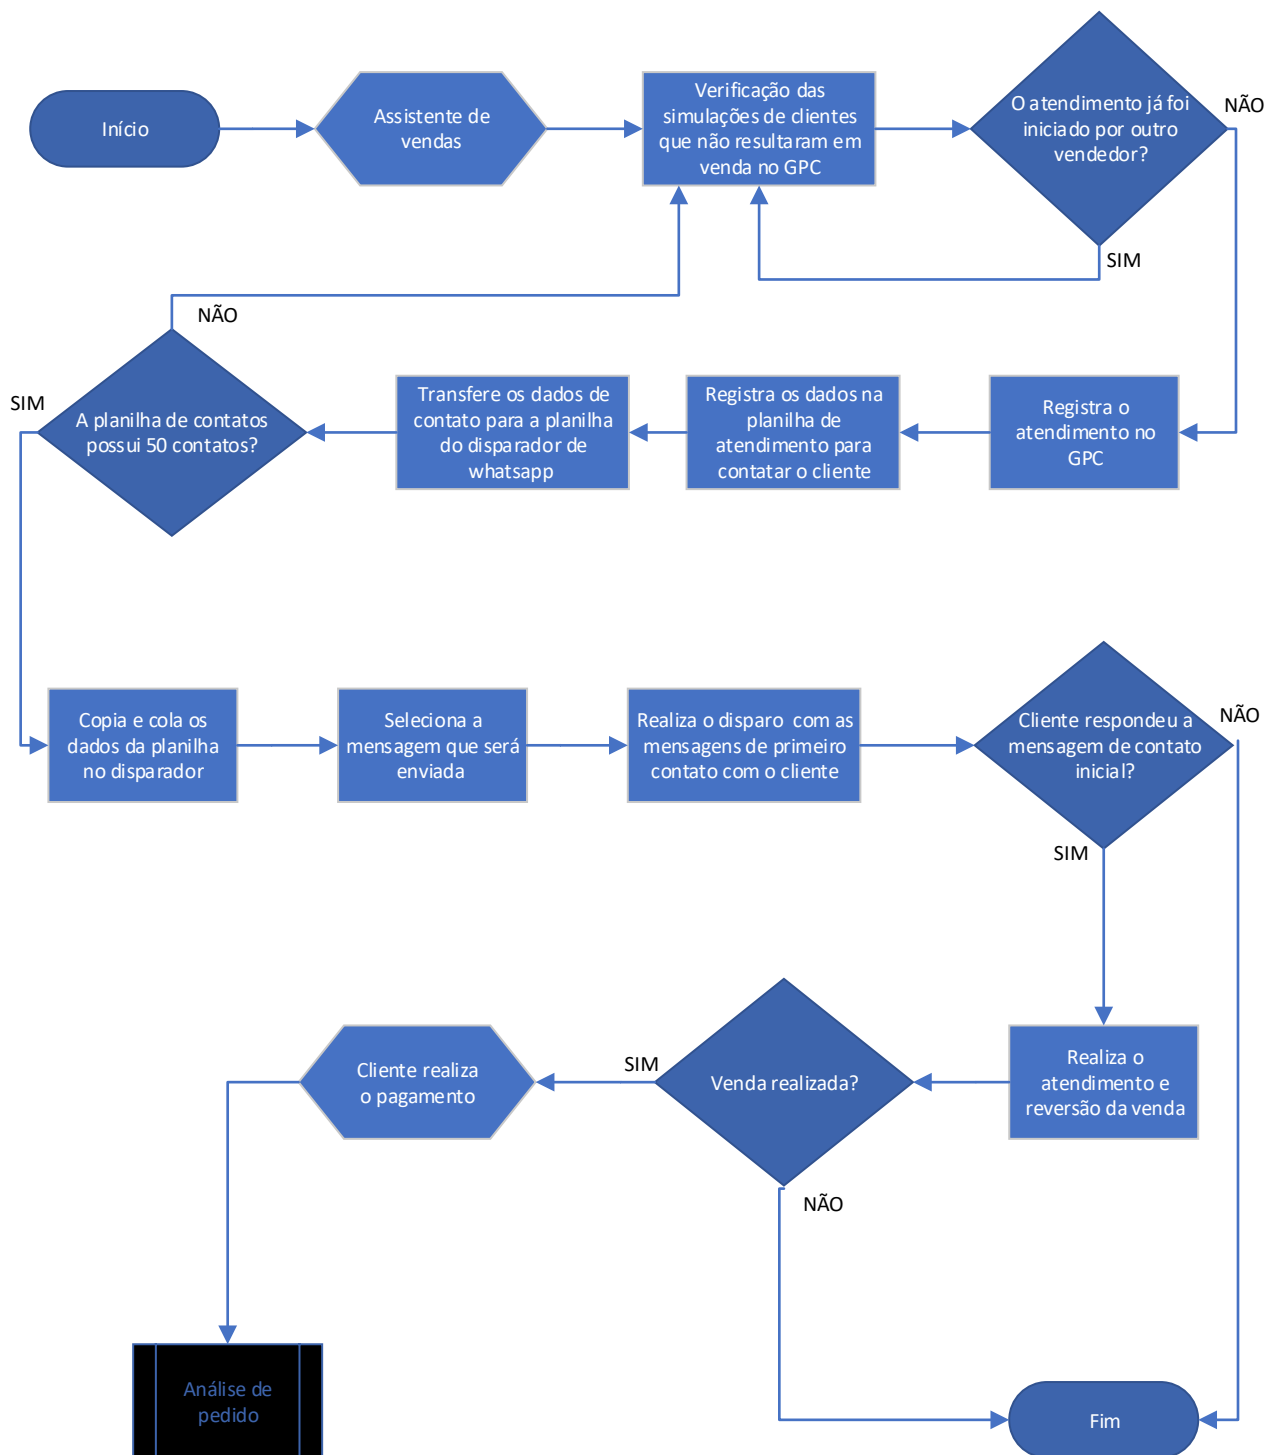 Início
Assistente de
vendas
Verificação das
simulações de clientes
que não resultaram em
venda no GPC
O atendimento já foi
iniciado por outro
vendedor?
NÃO
SIM
NÃO
SIM
A planilha de contatos
possui 50 contatos?
Transfere os dados de
contato para a planilha
do disparador de
whatsapp
Registra os dados na
planilha de
atendimento para
contatar o cliente
Registra o
atendimento no
GPC
Copia e cola os
dados da planilha
no disparador
Seleciona a
mensagem que será
enviada
Realiza o disparo com as
mensagens de primeiro
contato com o cliente
Cliente respondeu a
mensagem de contato
inicial?
NÃO
SIM
Cliente realiza
o pagamento
SIM
Venda realizada?
NÃO
Realiza o
atendimento e
reversão da venda
Análise de
pedido
Fim